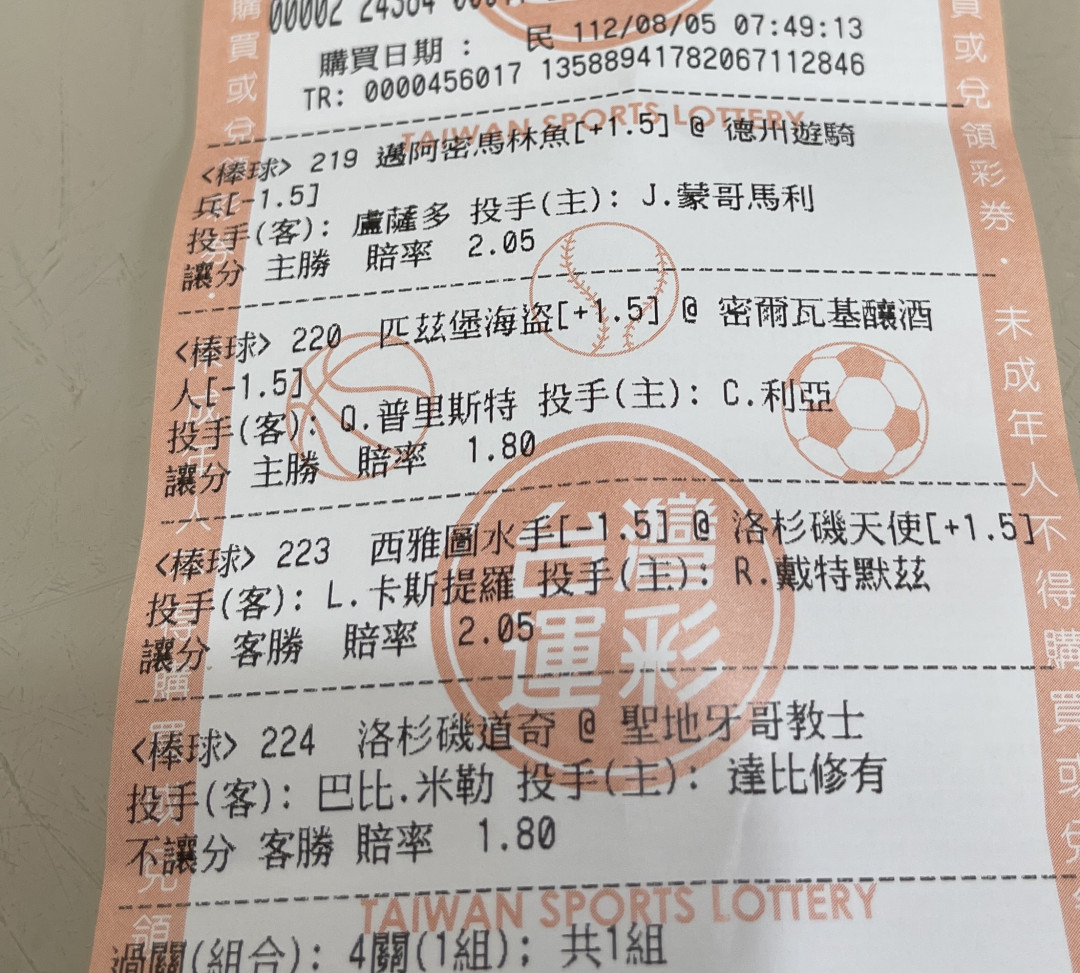 購買日期： 民 112/08/05 07:49:13
TR: 0000456017 13588941782067112846
TAIWAN SPORTS LOTTERY
<棒球> 219 邁阿密馬林魚[+1.5] @ 德州遊騎
兵[-1.5]
投手(客): 盧薩多 投手(主): J.蒙哥馬利
讓分 主勝 賠率 2.05
<棒球> 220 匹茲堡海盜[+1.5] @ 密爾瓦基釀酒
人[-1.5]
投手(客): Q.普里斯特 投手(主): C.利亞
讓分 主勝 賠率 1.80
<棒球> 223 西雅圖水手[-1.5] @ 洛杉磯天使[+1.5]
投手(客): L.卡斯提羅 投手(主): R.戴特默茲
讓分 客勝 賠率 2.05
台灣
運彩
<棒球> 224 洛杉磯道奇 @ 聖地牙哥教士
投手(客): 巴比.米勒 投手(主): 達比修有
不讓分 客勝 賠率 1.80
TAIWAN SPORTS LOTTERY
過關(組合): 4關(1組); 共1組
購買或兌
得購買或兌領
買或兌領彩券．未成年人不得購買或兌